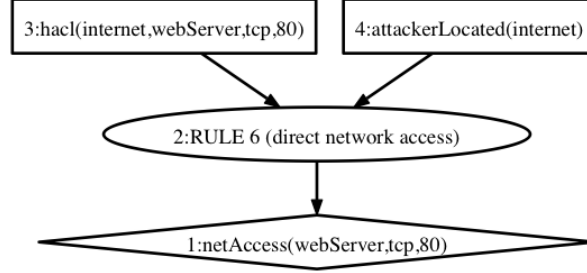 3:hacl(internet,webServer,tcp,80)
4:attackerLocated(internet)
2:RULE 6 (direct network access)
1:netAccess(webServer,tcp,80)